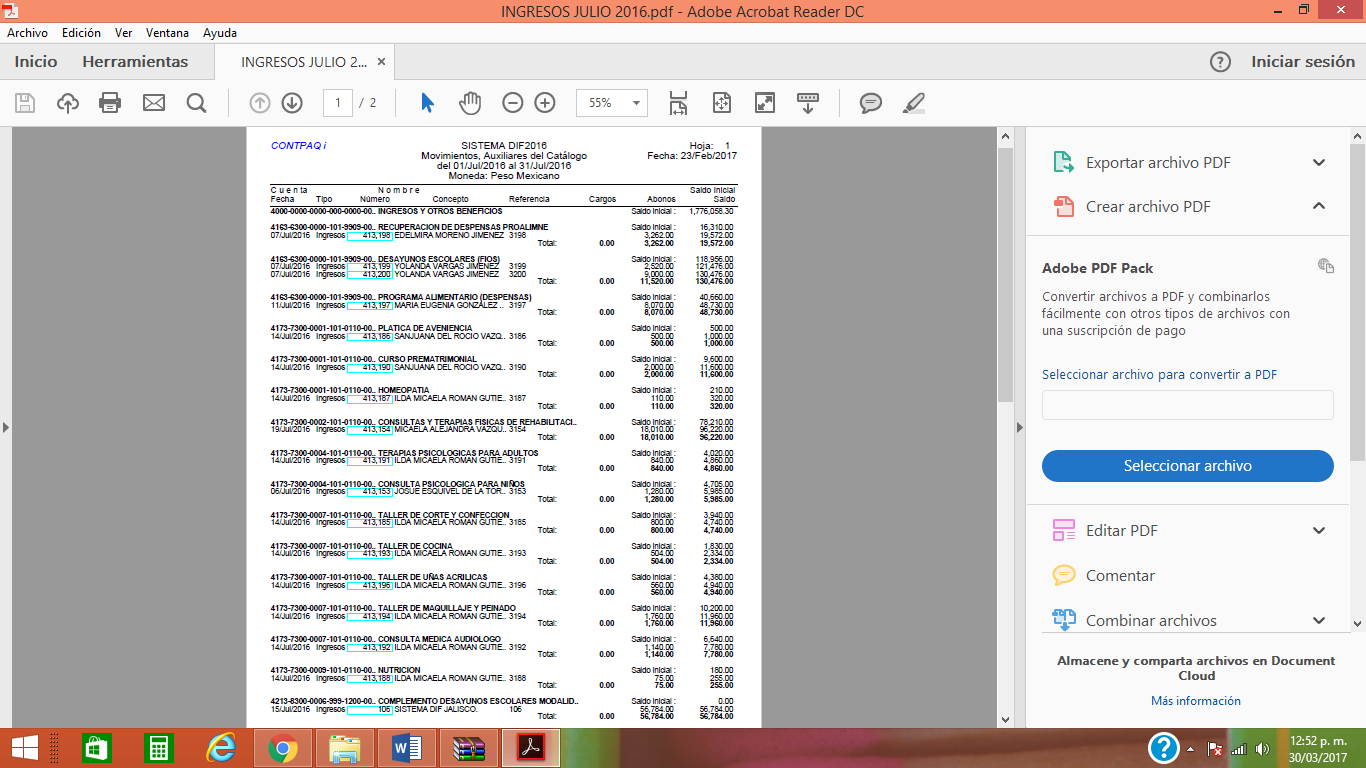 INGRESOS JULIO 2016.pdf - Adobe Acrobat Reader DC
Archivo Edición Ver Ventana Ayuda
Inicio Herramientas INGRESOS JULIO 2... × Iniciar sesión
1 / 2 55%
CONTPAQ i SISTEMA DIF2016 Hoja: 1
Movimientos, Auxiliares del Catálogo Fecha: 23/Feb/2017
del 01/Jul/2016 al 31/Jul/2016
Moneda: Peso Mexicano
C u e n t a N o m b r e Saldo Inicial
Fecha Tipo Número Concepto Referencia Cargos Abonos Saldo
4000-0000-0000-000-0000-00.. INGRESOS Y OTROS BENEFICIOS Saldo inicial : 1,776,058.30
4163-6300-0000-101-9909-00.. RECUPERACION DE DESPENSAS PROALIMNE Saldo inicial : 16,310.00
07/Jul/2016 Ingresos 413,198 EDELMIRA MORENO JIMENEZ 3198 3,262.00 19,572.00
Total: 0.00 3,262.00 19,572.00
4163-6300-0000-101-9909-00.. DESAYUNOS ESCOLARES (FIOS) Saldo inicial : 118,956.00
07/Jul/2016 Ingresos 413,199 YOLANDA VARGAS JIMENEZ 3199 2,520.00 121,476.00
07/Jul/2016 Ingresos 413,200 YOLANDA VARGAS JIMENEZ 3200 9,000.00 130,476.00
Total: 0.00 11,520.00 130,476.00
4163-6300-0000-101-9909-00.. PROGRAMA ALIMENTARIO (DESPENSAS) Saldo inicial : 40,660.00
11/Jul/2016 Ingresos 413,197 MARIA EUGENIA GONZÁLEZ .. 3197 8,070.00 48,730.00
Total: 0.00 8,070.00 48,730.00
4173-7300-0001-101-0110-00.. PLATICA DE AVENIENCIA Saldo inicial : 500.00
14/Jul/2016 Ingresos 413,186 SANJUANA DEL ROCIO VAZQ.. 3186 500.00 1,000.00
Total: 0.00 500.00 1,000.00
4173-7300-0001-101-0110-00.. CURSO PREMATRIMONIAL Saldo inicial : 9,600.00
14/Jul/2016 Ingresos 413,190 SANJUANA DEL ROCIO VAZQ.. 3190 2,000.00 11,600.00
Total: 0.00 2,000.00 11,600.00
4173-7300-0001-101-0110-00.. HOMEOPATIA Saldo inicial : 210.00
14/Jul/2016 Ingresos 413,187 ILDA MICAELA ROMAN GUTIE.. 3187 110.00 320.00
Total: 0.00 110.00 320.00
4173-7300-0002-101-0110-00.. CONSULTAS Y TERAPIAS FISICAS DE REHABILITACI.. Saldo inicial : 78,210.00
19/Jul/2016 Ingresos 413,154 MICAELA ALEJANDRA VAZQU.. 3154 18,010.00 96,220.00
Total: 0.00 18,010.00 96,220.00
4173-7300-0004-101-0110-00.. TERAPIAS PSICOLOGICAS PARA ADULTOS Saldo inicial : 4,020.00
14/Jul/2016 Ingresos 413,191 ILDA MICAELA ROMAN GUTIE.. 3191 840.00 4,860.00
Total: 0.00 840.00 4,860.00
4173-7300-0004-101-0110-00.. CONSULTA PSICOLOGICA PARA NIÑOS Saldo inicial : 4,705.00
06/Jul/2016 Ingresos 413,153 JOSUE ESQUIVEL DE LA TOR.. 3153 1,280.00 5,985.00
Total: 0.00 1,280.00 5,985.00
4173-7300-0007-101-0110-00.. TALLER DE CORTE Y CONFECCION Saldo inicial : 3,940.00
14/Jul/2016 Ingresos 413,185 ILDA MICAELA ROMAN GUTIE.. 3185 800.00 4,740.00
Total: 0.00 800.00 4,740.00
4173-7300-0007-101-0110-00.. TALLER DE COCINA Saldo inicial : 1,830.00
14/Jul/2016 Ingresos 413,193 ILDA MICAELA ROMAN GUTIE.. 3193 504.00 2,334.00
Total: 0.00 504.00 2,334.00
4173-7300-0007-101-0110-00.. TALLER DE UÑAS ACRILICAS Saldo inicial : 4,380.00
14/Jul/2016 Ingresos 413,196 ILDA MICAELA ROMAN GUTIE.. 3196 560.00 4,940.00
Total: 0.00 560.00 4,940.00
4173-7300-0007-101-0110-00.. TALLER DE MAQUILLAJE Y PEINADO Saldo inicial : 10,200.00
14/Jul/2016 Ingresos 413,194 ILDA MICAELA ROMAN GUTIE.. 3194 1,760.00 11,960.00
Total: 0.00 1,760.00 11,960.00
4173-7300-0007-101-0110-00.. CONSULTA MEDICA AUDIOLOGO Saldo inicial : 6,640.00
14/Jul/2016 Ingresos 413,192 ILDA MICAELA ROMAN GUTIE.. 3192 1,140.00 7,780.00
Total: 0.00 1,140.00 7,780.00
4173-7300-0009-101-0110-00.. NUTRICION Saldo inicial : 180.00
14/Jul/2016 Ingresos 413,188 ILDA MICAELA ROMAN GUTIE.. 3188 75.00 255.00
Total: 0.00 75.00 255.00
4213-8300-0006-999-1200-00.. COMPLEMENTO DESAYUNOS ESCOLARES MODALID.. Saldo inicial : 0.00
15/Jul/2016 Ingresos 106 SISTEMA DIF JALISCO. 106 56,784.00 56,784.00
Total: 0.00 56,784.00 56,784.00
Exportar archivo PDF
Crear archivo PDF
Adobe PDF Pack
Convertir archivos a PDF y combinarlos
fácilmente con otros tipos de archivos con
una suscripción de pago
Seleccionar archivo para convertir a PDF
Seleccionar archivo
Editar PDF
Comentar
Combinar archivos
Almacene y comparta archivos en Document
Cloud
Más información
12:52 p. m.
30/03/2017